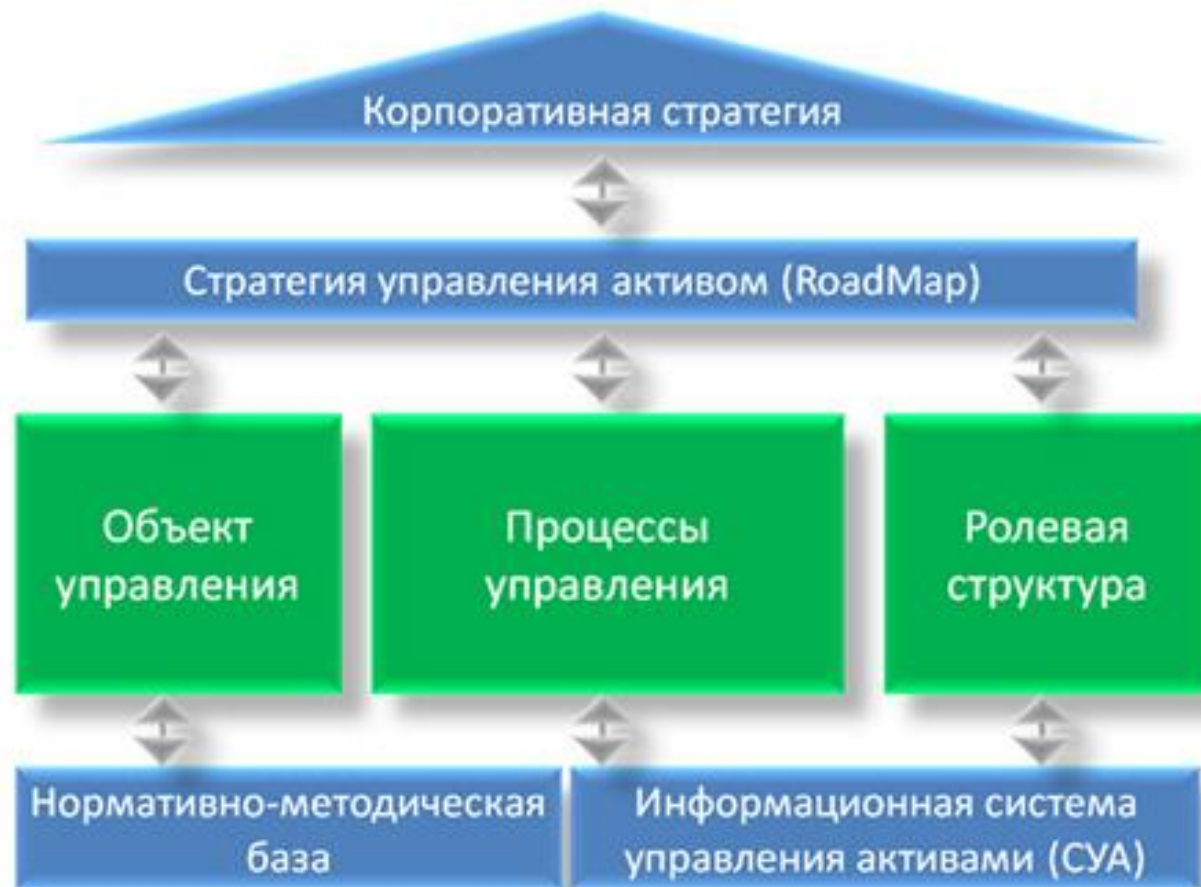 Корпоративная стратегия
Стратегия управления активом (RoadMap)
Объект
управления
Процессы
управления
Ролевая
структура
Нормативно-методическая
база
Информационная система
управления активами (СУА)